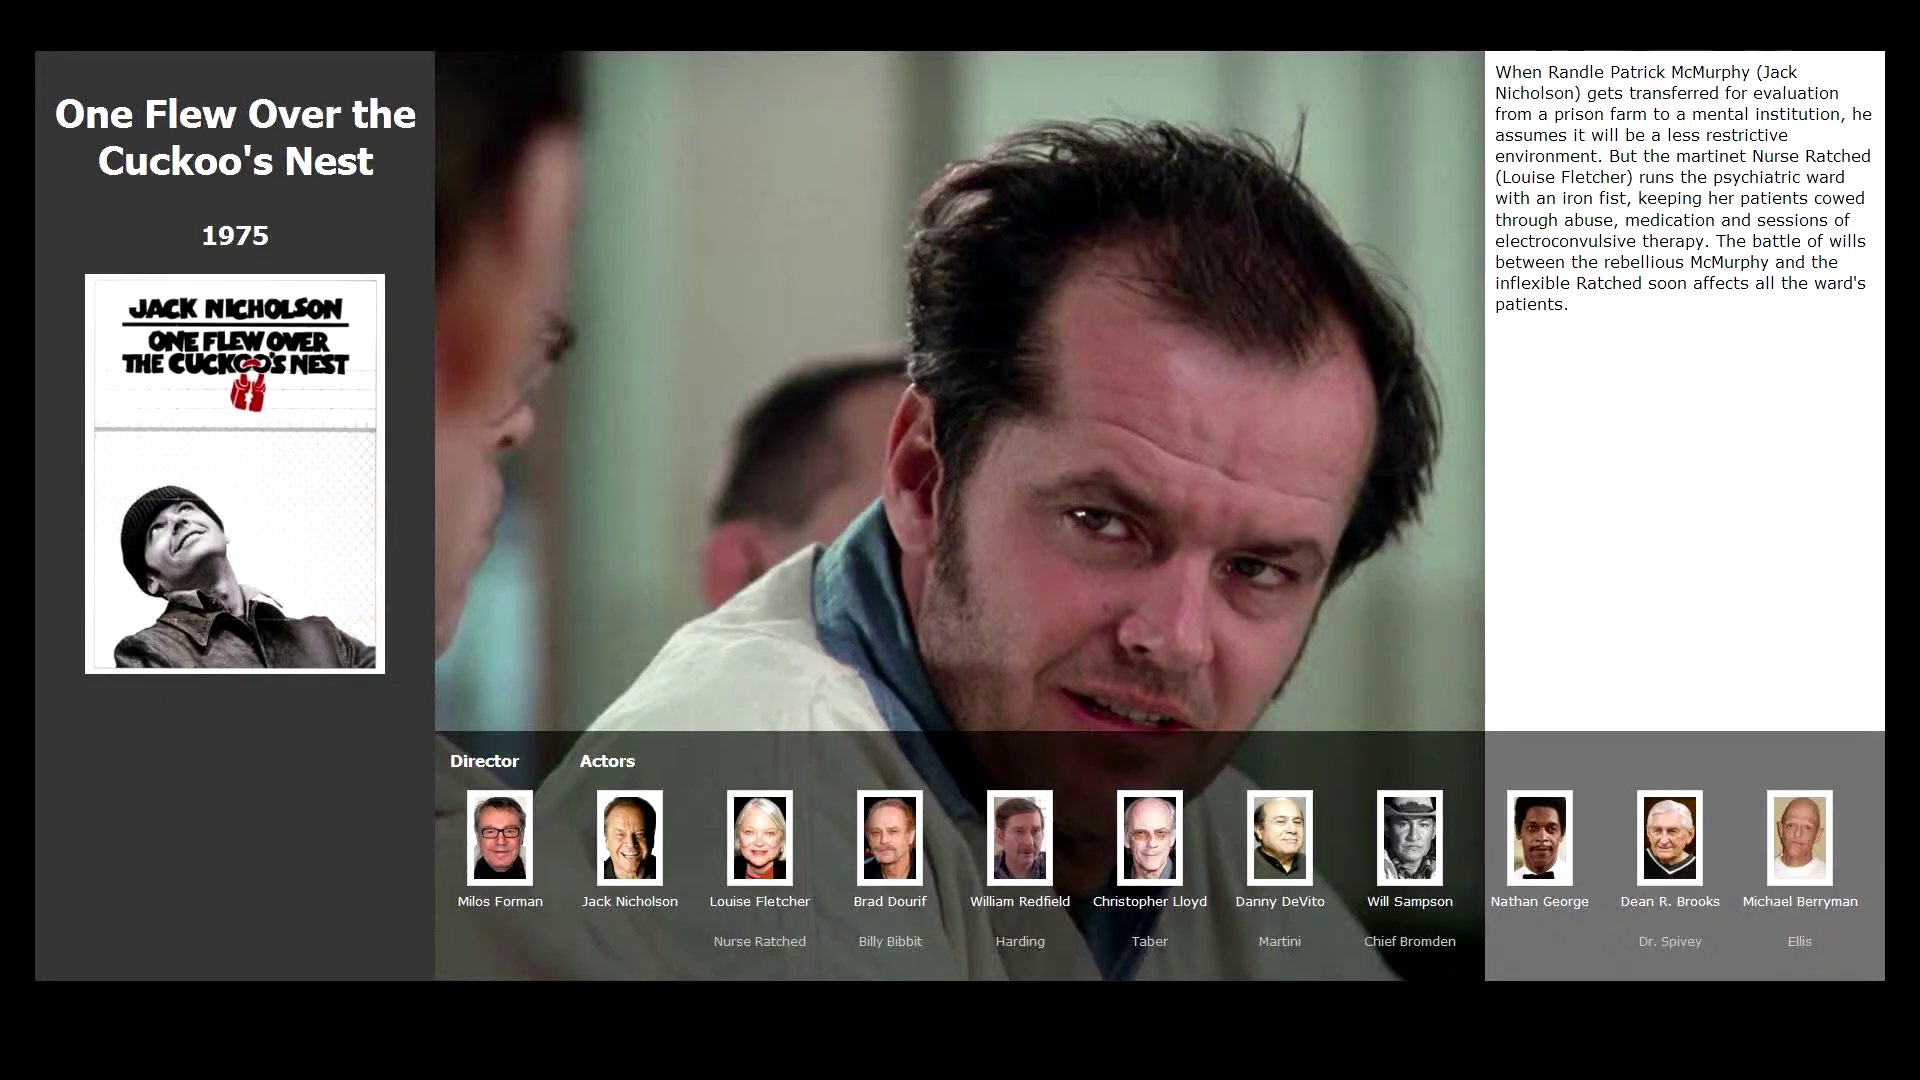 One Flew Over the
Cuckoo's Nest
1975
JACK NICHOLSON
ONE FLEW OVER
THE CUCKOO'S NEST
When Randle Patrick McMurphy (Jack
Nicholson) gets transferred for evaluation
from a prison farm to a mental institution, he
assumes it will be a less restrictive
environment. But the martinet Nurse Ratched
(Louise Fletcher) runs the psychiatric ward
with an iron fist, keeping her patients cowed
through abuse, medication and sessions of
electroconvulsive therapy. The battle of wills
between the rebellious McMurphy and the
inflexible Ratched soon affects all the ward's
patients.
Director Actors
Milos Forman Jack Nicholson Louise Fletcher Brad Dourif William Redfield Christopher Lloyd Danny DeVito Will Sampson Nathan George Dean R. Brooks Michael Berryman
Nurse Ratched Billy Bibbit Harding Taber Martini Chief Bromden Dr. Spivey Ellis